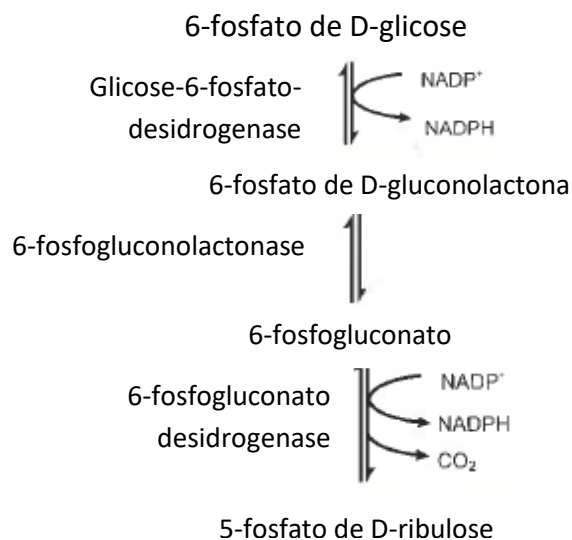 6-fosfato de D-glicose
Glicose-6-fosfato-
desidrogenase
NADP⁺
NADPH
6-fosfato de D-gluconolactona
6-fosfogluconolactonase
6-fosfogluconato
6-fosfogluconato
desidrogenase
NADP⁺
NADPH
CO₂
5-fosfato de D-ribulose